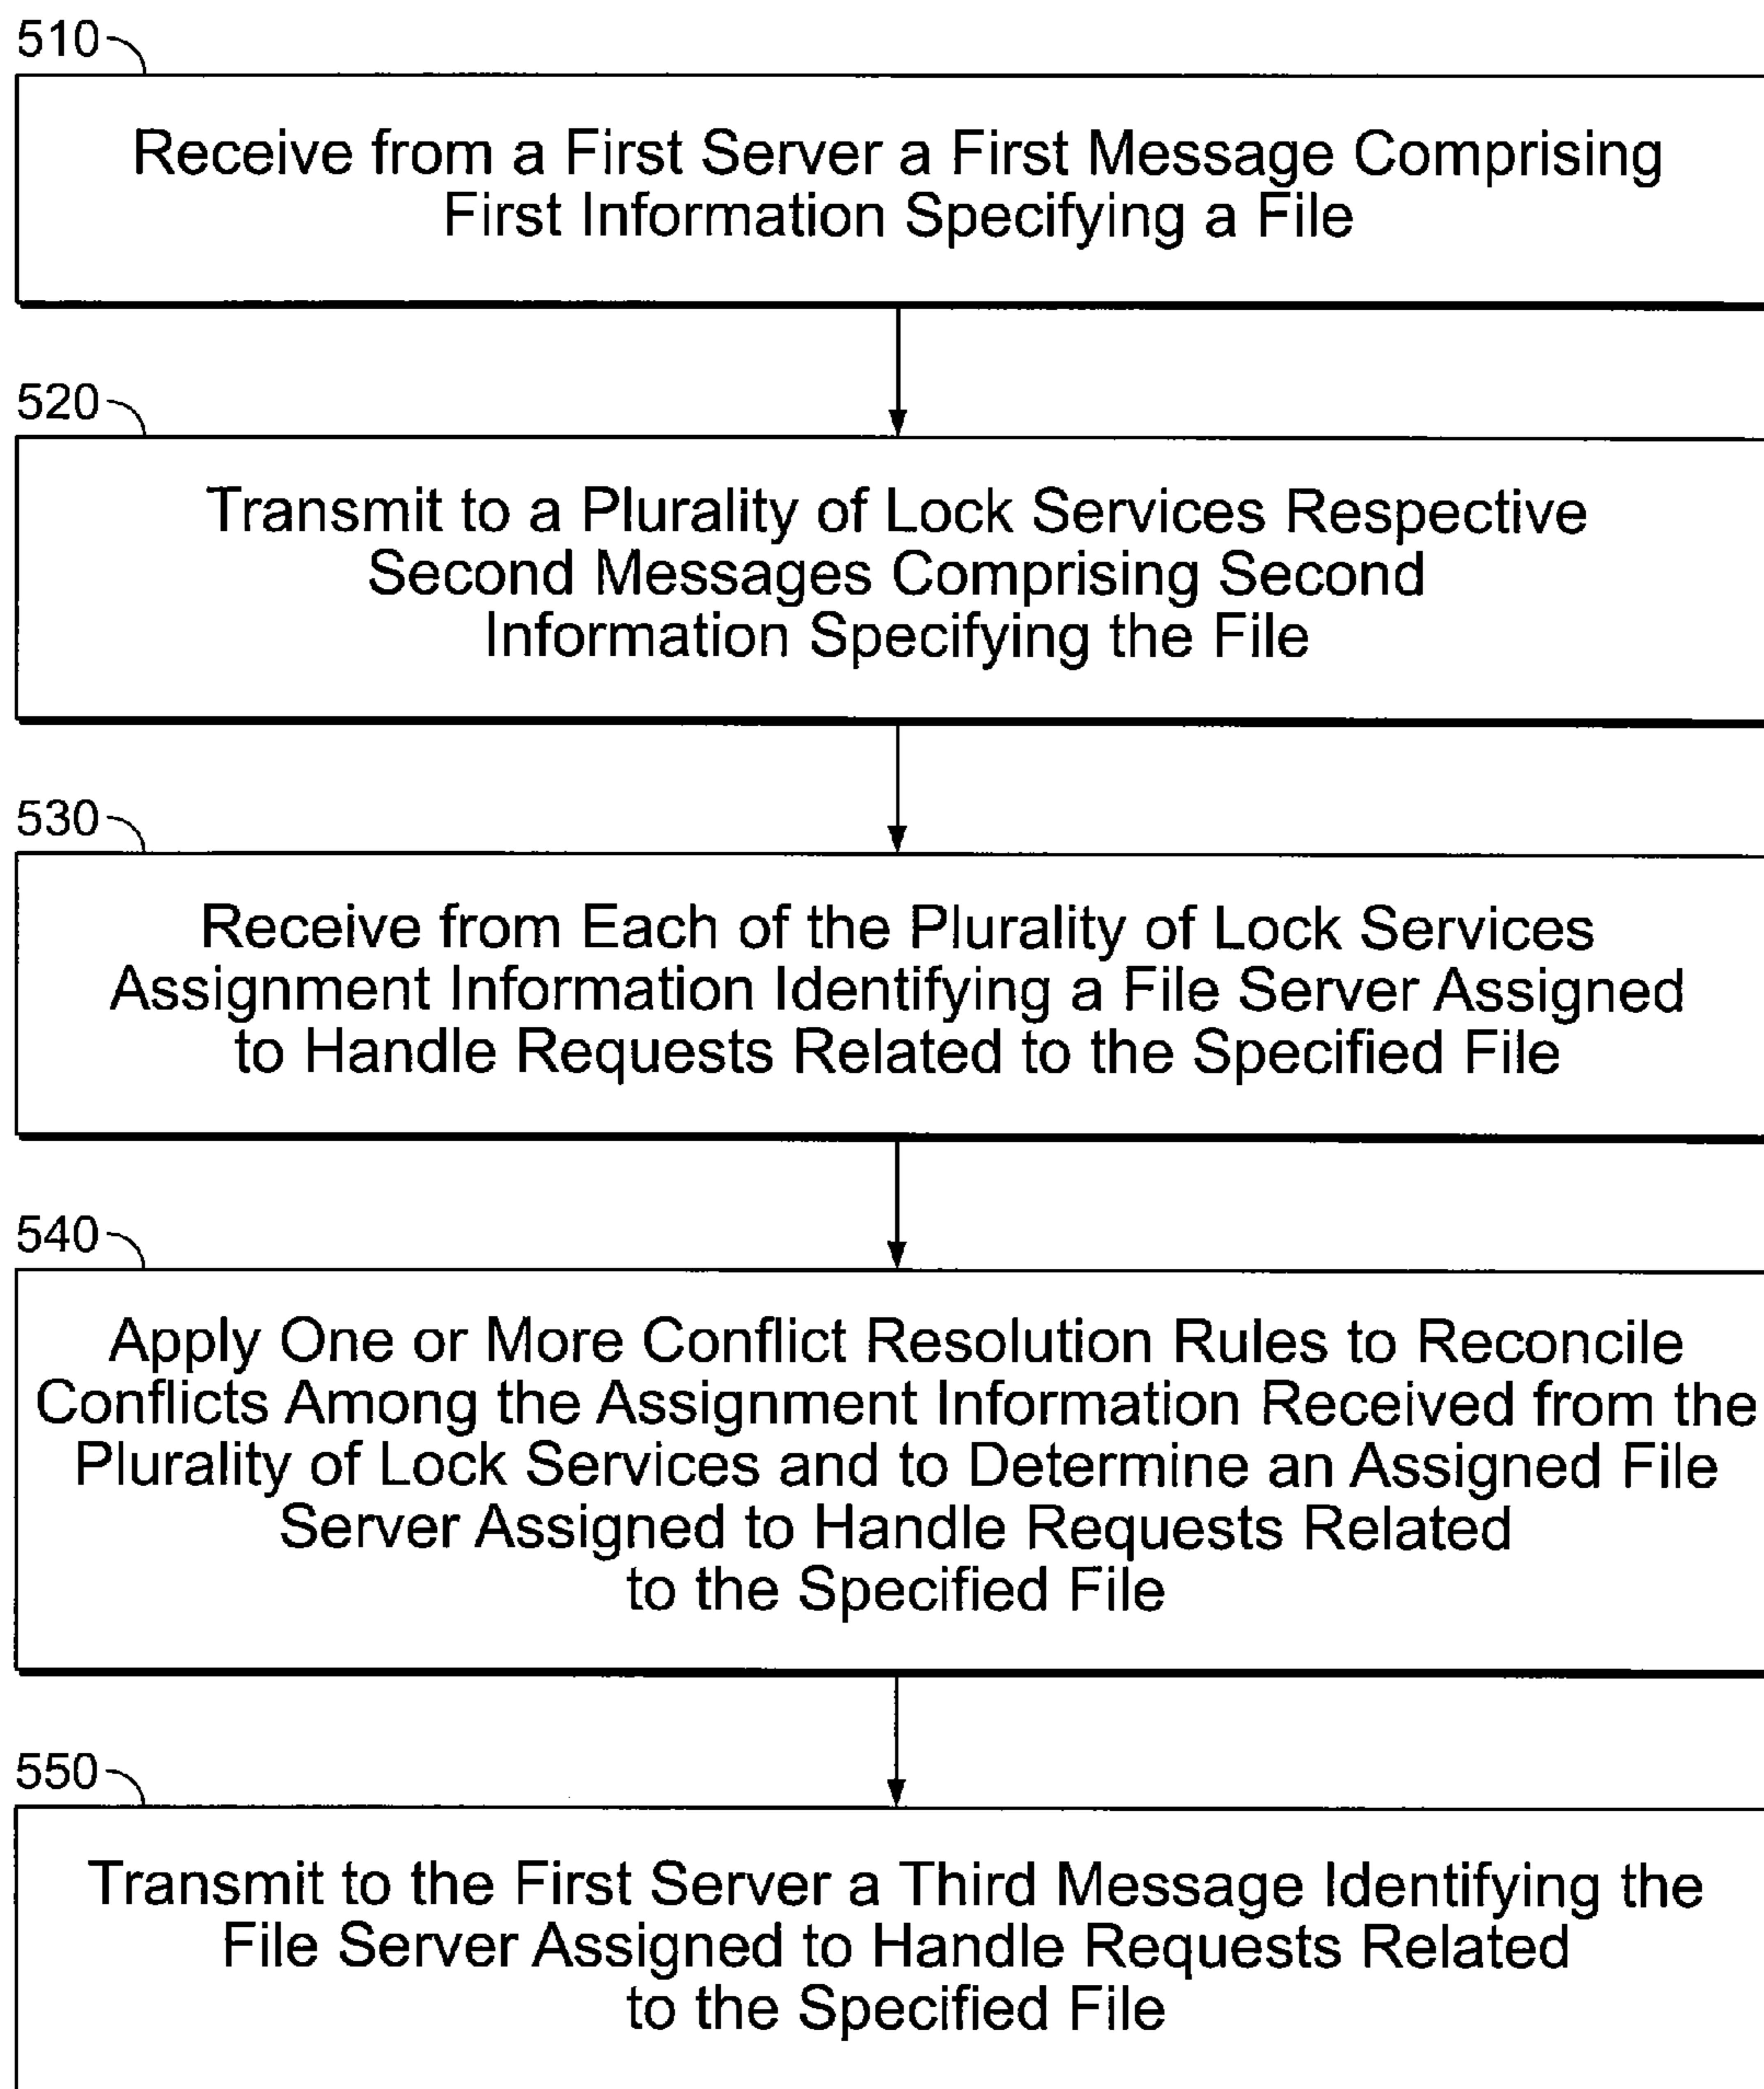 510
Receive from a First Server a First Message Comprising
First Information Specifying a File
520
Transmit to a Plurality of Lock Services Respective
Second Messages Comprising Second
Information Specifying the File
530
Receive from Each of the Plurality of Lock Services
Assignment Information Identifying a File Server Assigned
to Handle Requests Related to the Specified File
540
Apply One or More Conflict Resolution Rules to Reconcile
Conflicts Among the Assignment Information Received from the
Plurality of Lock Services and to Determine an Assigned File
Server Assigned to Handle Requests Related
to the Specified File
550
Transmit to the First Server a Third Message Identifying the
File Server Assigned to Handle Requests Related
to the Specified File